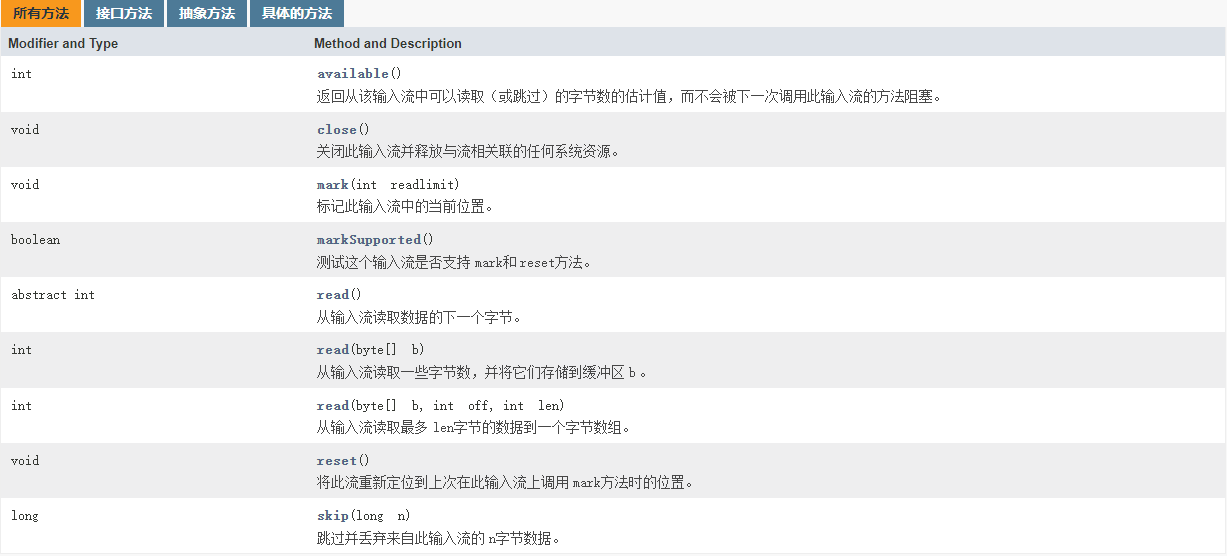 所有方法 接口方法 抽象方法 具体的方法
Modifier and Type Method and Description
int available()
返回从该输入流中可以读取（或跳过）的字节数的估计值，而不会被下一次调用此输入流的方法阻塞。
void close()
关闭此输入流并释放与流相关联的任何系统资源。
void mark(int readlimit)
标记此输入流中的当前位置。
boolean markSupported()
测试这个输入流是否支持 mark和reset方法。
abstract int read()
从输入流读取数据的下一个字节。
int read(byte[] b)
从输入流读取一些字节数，并将它们存储到缓冲区 b 。
int read(byte[] b, int off, int len)
从输入流读取最多 len字节的数据到一个字节数组。
void reset()
将此流重新定位到上次在此输入流上调用 mark方法时的位置。
long skip(long n)
跳过并丢弃来自此输入流的 n字节数据。